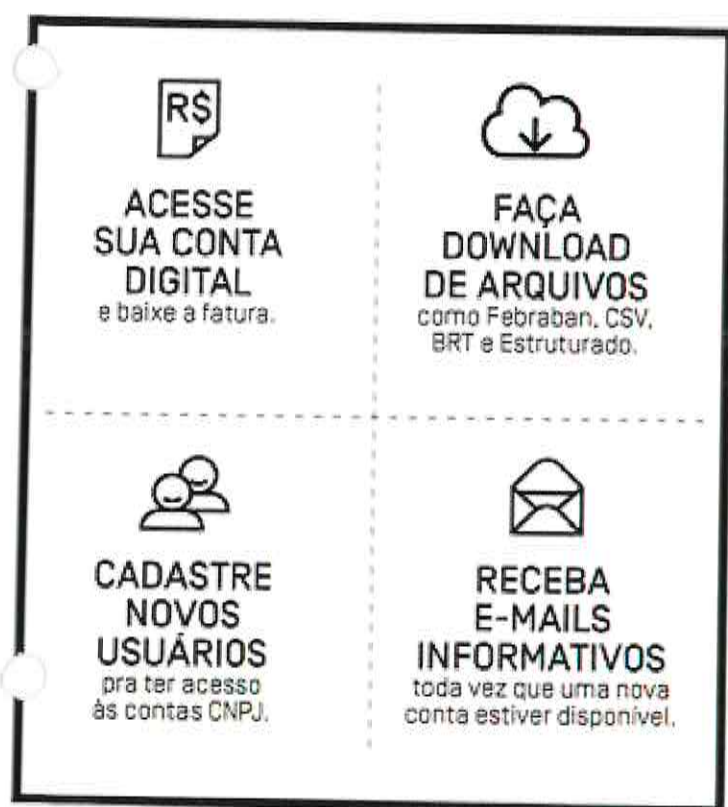 R$
ACESSE
SUA CONTA
DIGITAL
e baixe a fatura.
FAÇA
DOWNLOAD
DE ARQUIVOS
como Febraban, CSV,
BRT e Estruturado.
CADASTRE
NOVOS
USUÁRIOS
pra ter acesso
às contas CNPJ.
RECEBA
E-MAILS
INFORMATIVOS
toda vez que uma nova
conta estiver disponível.